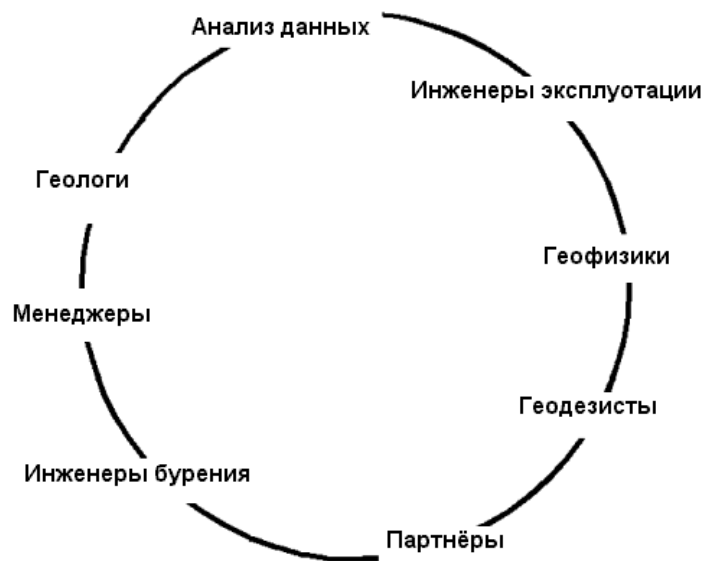 Анализ данных
Инженеры эксплуотации
Геологи
Геофизики
Менеджеры
Геодезисты
Инженеры бурения
Партнёры